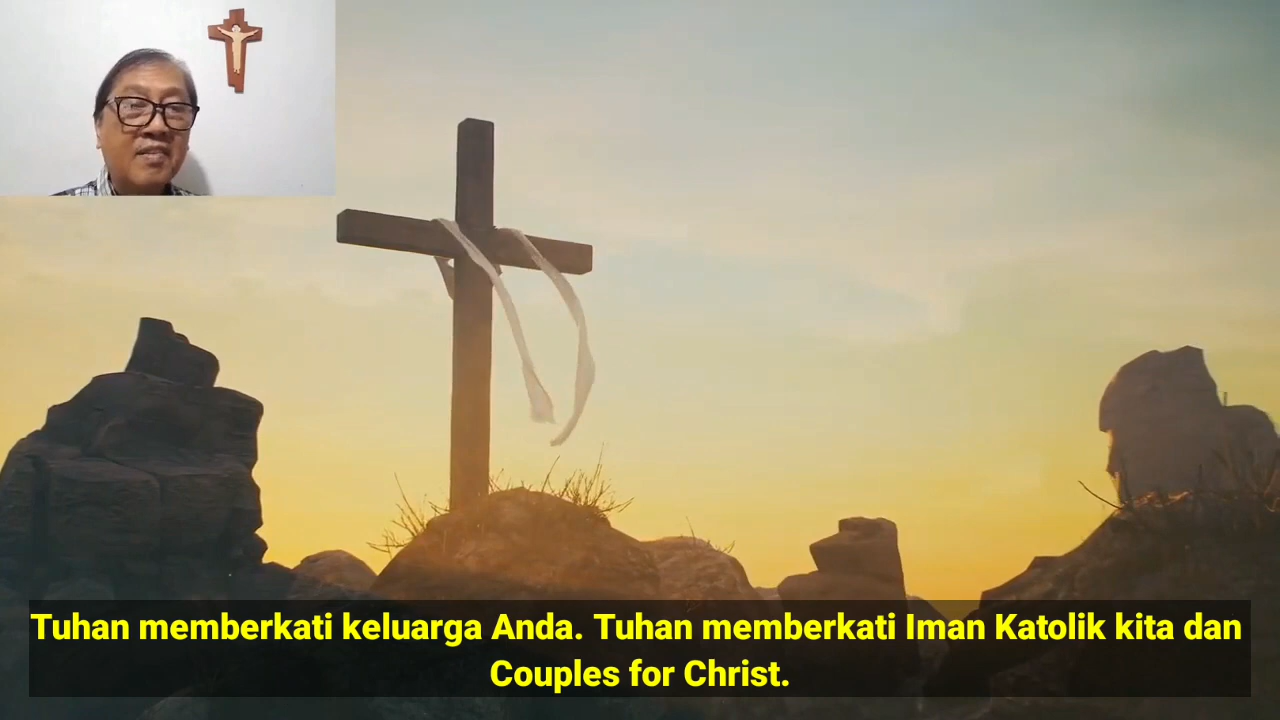 Tuhan memberkati keluarga Anda. Tuhan memberkati Iman Katolik kita dan
Couples for Christ.